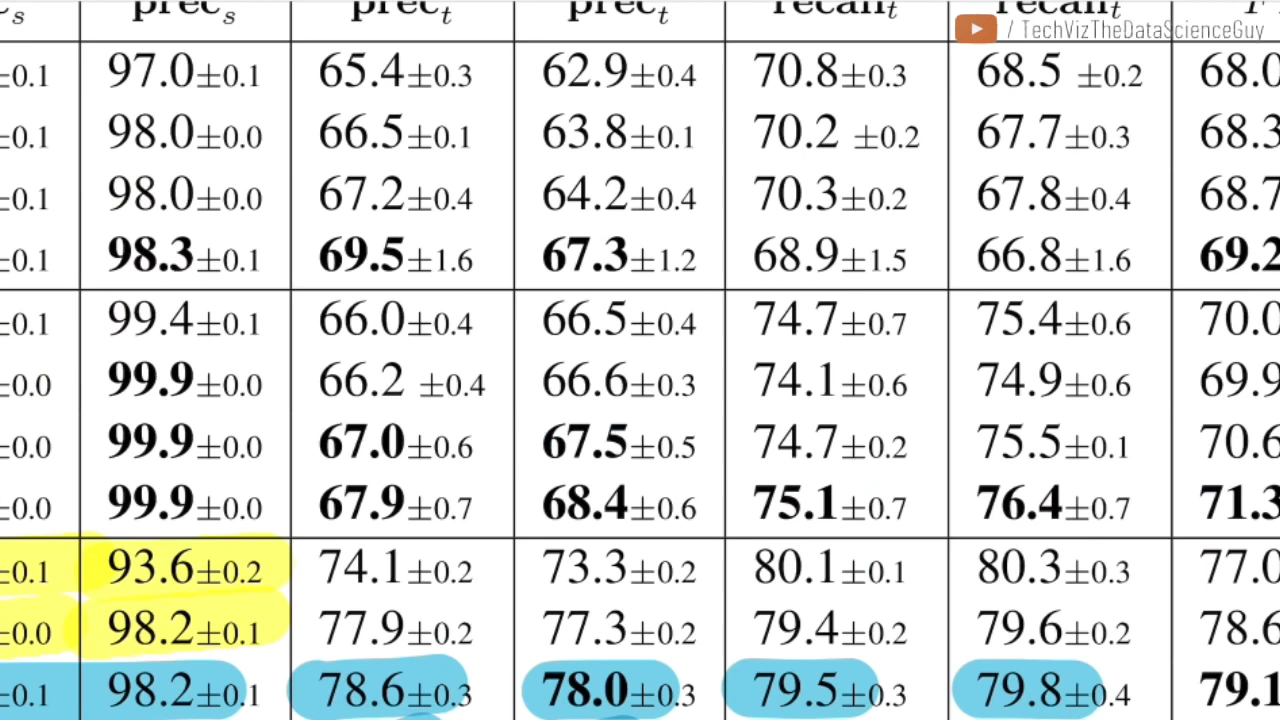 prec_s prec_t prec_t recall_t recall_t
/ TechVizTheDataScienceGuy
±0.1 97.0±0.1 65.4±0.3 62.9±0.4 70.8±0.3 68.5 ±0.2 68.0
±0.1 98.0±0.0 66.5±0.1 63.8±0.1 70.2 ±0.2 67.7±0.3 68.3
±0.1 98.0±0.0 67.2±0.4 64.2±0.4 70.3±0.2 67.8±0.4 68.7
±0.1 98.3±0.1 69.5±1.6 67.3±1.2 68.9±1.5 66.8±1.6 69.2
±0.1 99.4±0.1 66.0±0.4 66.5±0.4 74.7±0.7 75.4±0.6 70.0
±0.0 99.9±0.0 66.2 ±0.4 66.6±0.3 74.1±0.6 74.9±0.6 69.9
±0.0 99.9±0.0 67.0±0.6 67.5±0.5 74.7±0.2 75.5±0.1 70.6
±0.0 99.9±0.0 67.9±0.7 68.4±0.6 75.1±0.7 76.4±0.7 71.3
±0.1 93.6±0.2 74.1±0.2 73.3±0.2 80.1±0.1 80.3±0.3 77.0
±0.0 98.2±0.1 77.9±0.2 77.3±0.2 79.4±0.2 79.6±0.2 78.6
±0.1 98.2±0.1 78.6±0.3 78.0±0.3 79.5±0.3 79.8±0.4 79.1